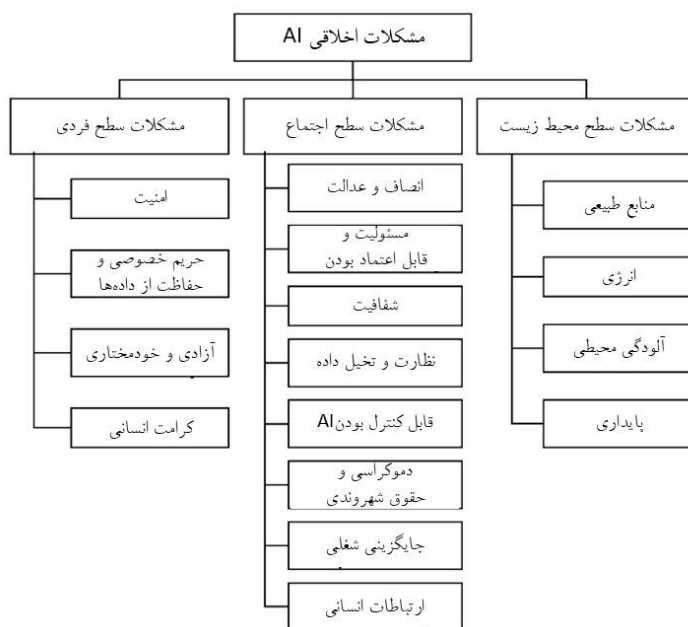 مشکلات اخلاقی AI
مشکلات سطح محیط زیست
منابع طبیعی
انرژی
آلودگی محیطی
پایداری
مشکلات سطح اجتماع
انصاف و عدالت
مسئولیت و
قابل اعتماد بودن
شفافیت
نظارت و تخیل داده
قابل کنترل بودن AI
دموکراسی و
حقوق شهروندی
جایگزینی شغلی
ارتباطات انسانی
مشکلات سطح فردی
امنیت
حریم خصوصی و
حفاظت از داده‌ها
آزادی و خودمختاری
کرامت انسانی